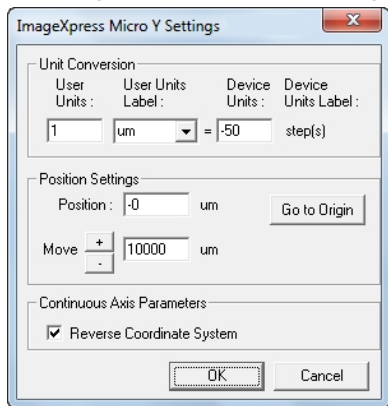 ImageXpress Micro Y Settings
Unit Conversion
User Units : User Units Label : Device Units : Device Units Label :
1 um = -50 step(s)
Position Settings
Position : -0 um Go to Origin
Move + - 10000 um
Continuous Axis Parameters
Reverse Coordinate System
OK Cancel